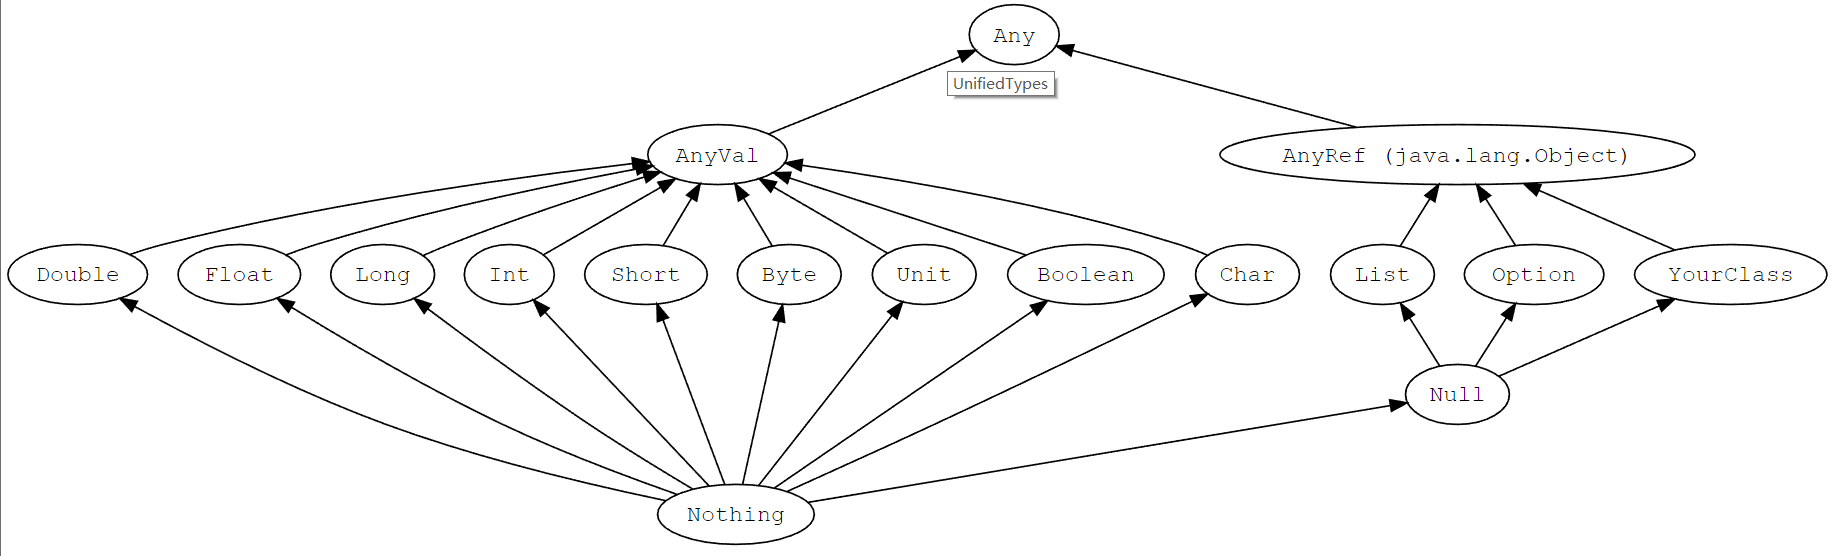 Any
UnifiedTypes
AnyVal
AnyRef (java.lang.Object)
Double
Float
Long
Int
Short
Byte
Unit
Boolean
Char
List
Option
YourClass
Null
Nothing